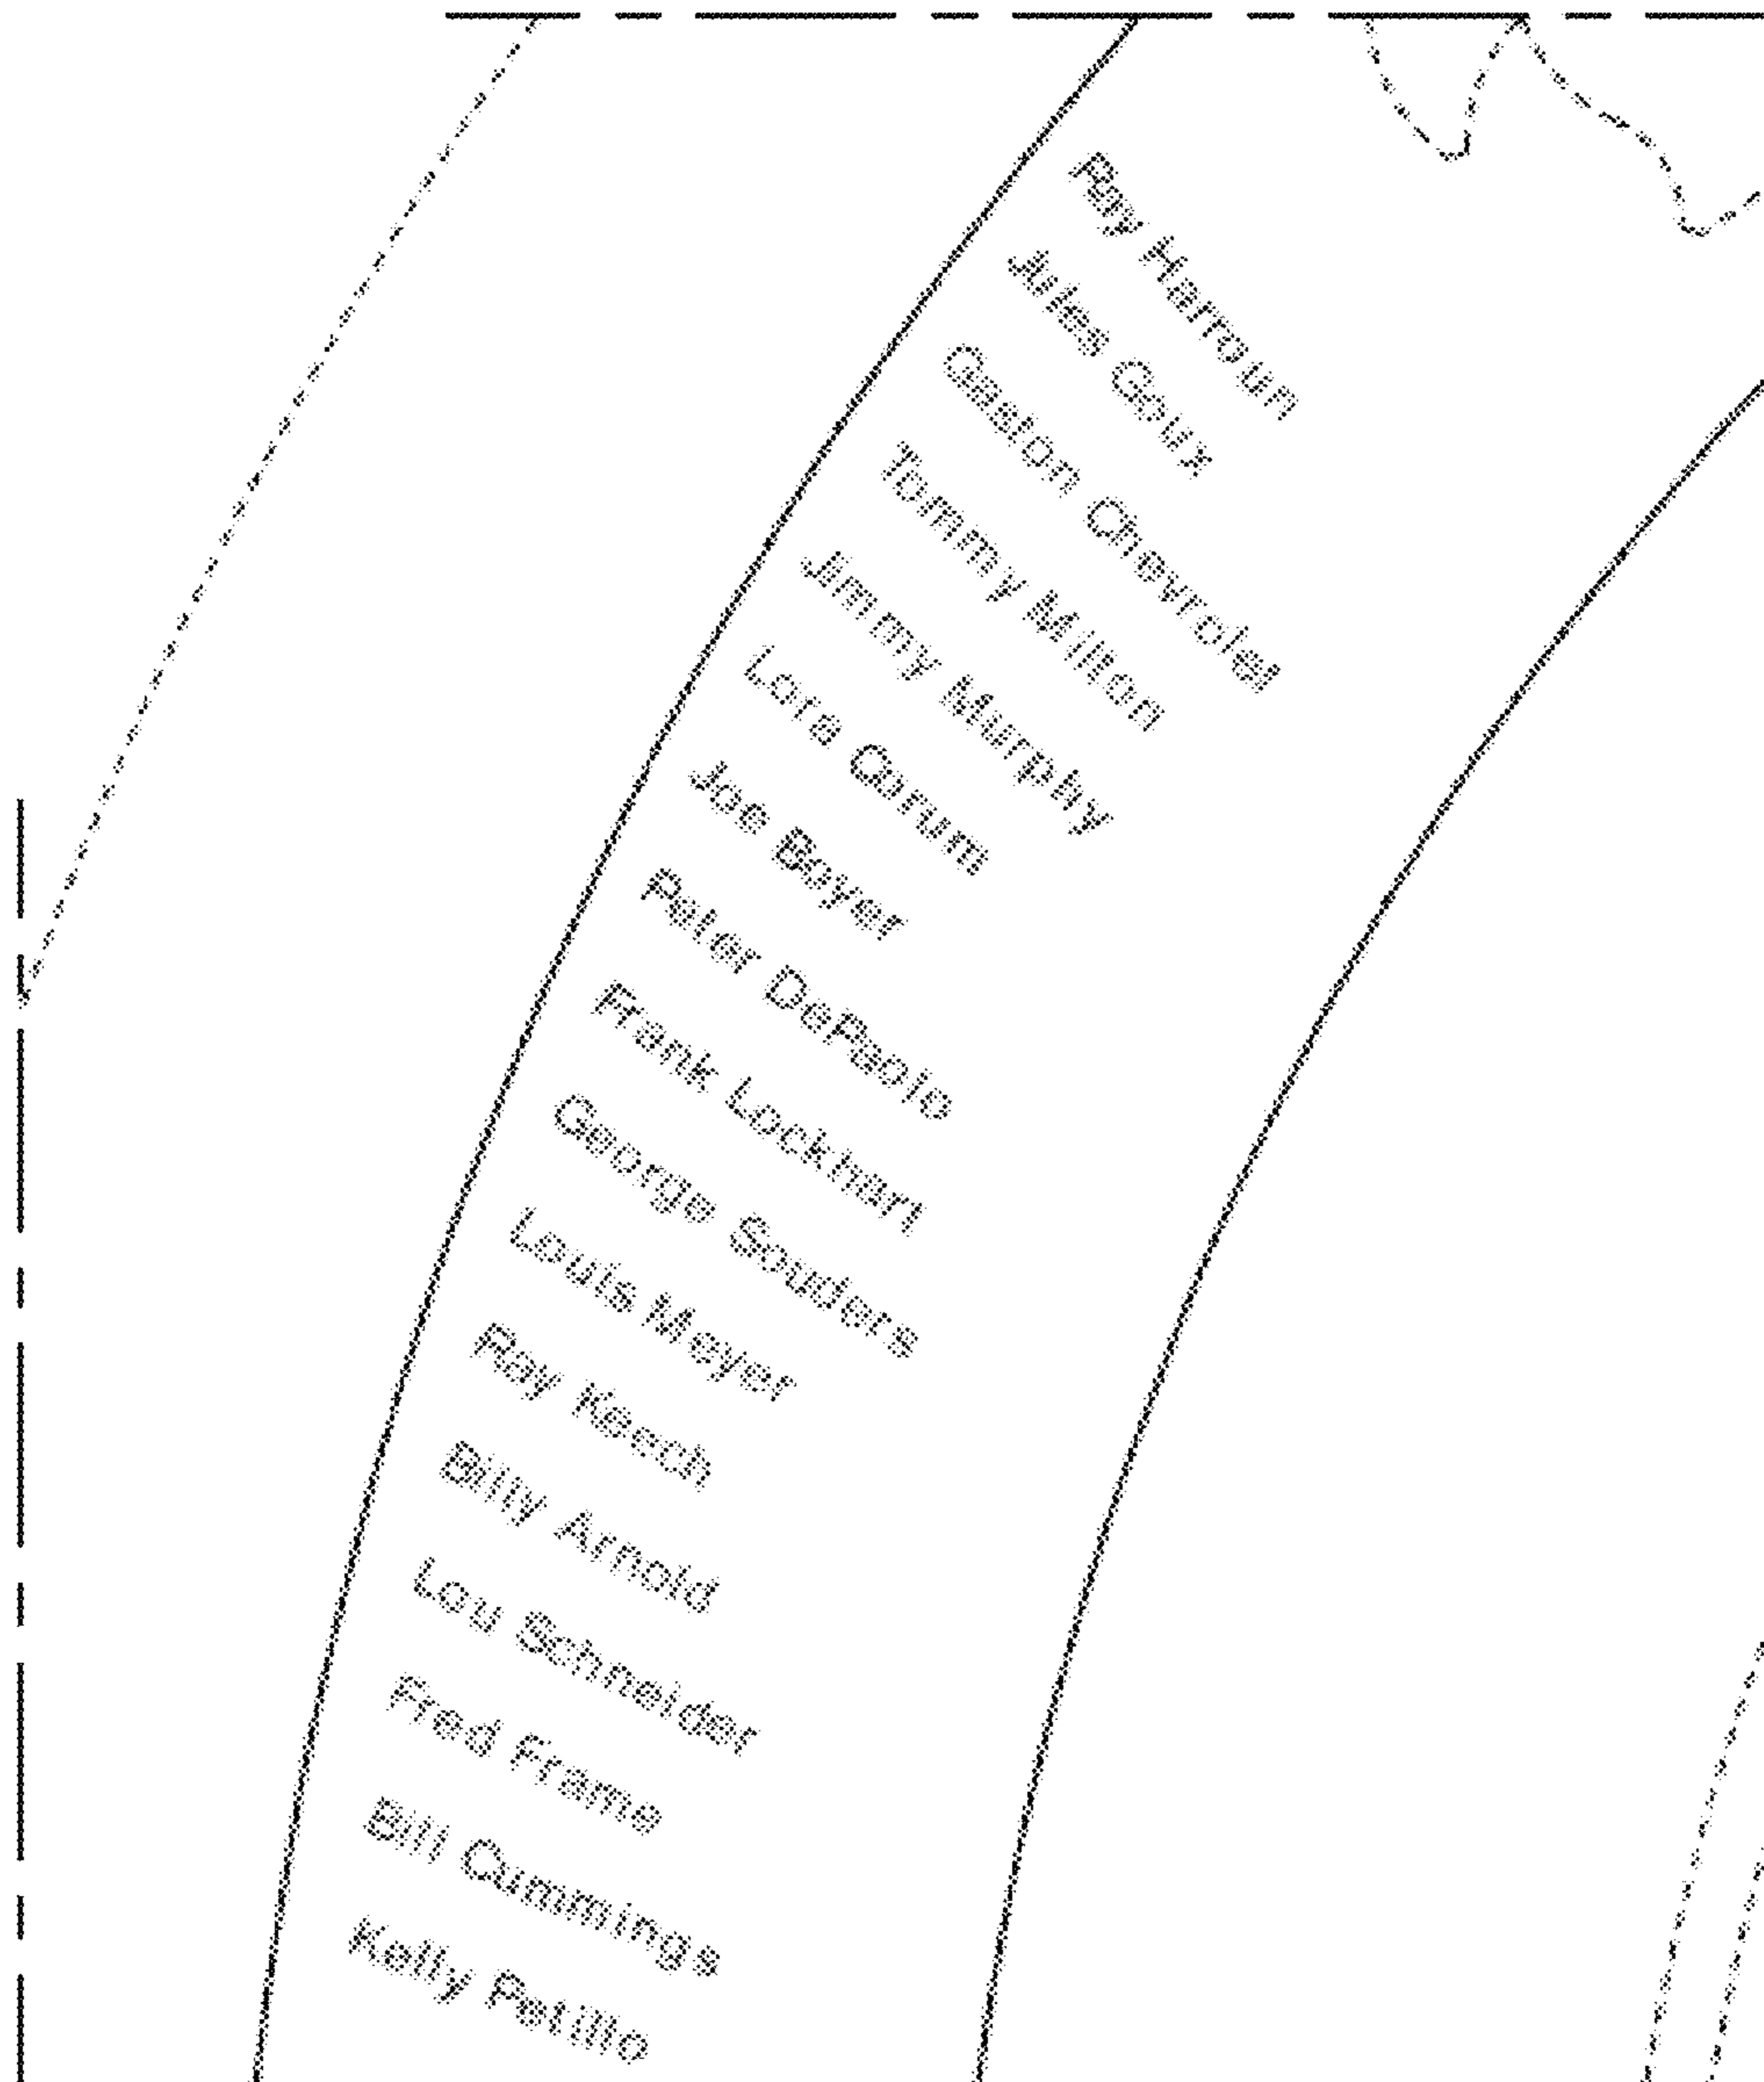 Ray Harroun
Jules Goux
Gaston Chevrolet
Tommy Milton
Jimmy Murphy
Lora Corum
Joe Boyer
Peter DePaolo
Frank Lockhart
George Souders
Louis Meyer
Ray Keech
Billy Arnold
Lou Schneider
Fred Frame
Bill Cummings
Kelly Petillo